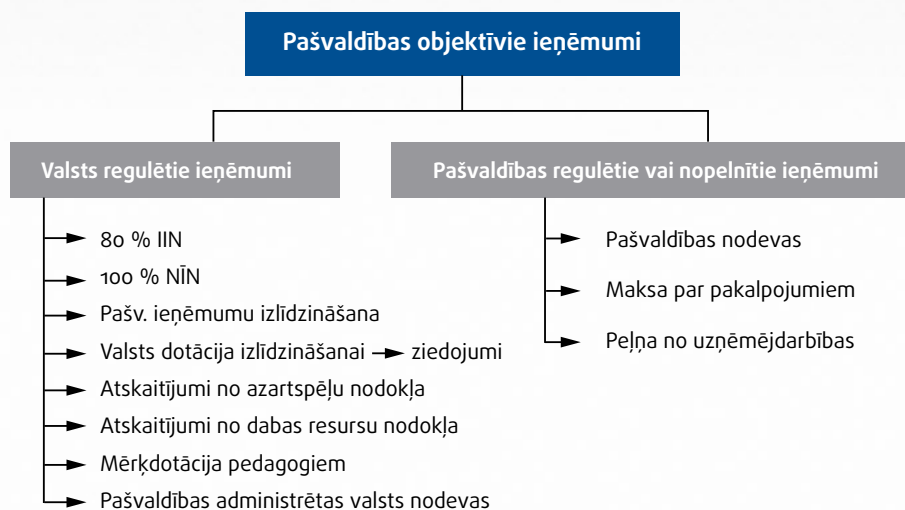 Pašvaldības objektīvie ieņēmumi
Valsts regulētie ieņēmumi
80 % IIN
100 % NĪN
Pašv. ieņēmumu izlīdzināšana
Valsts dotācija izlīdzināšanai → ziedojumi
Atskaitījumi no azartspēļu nodokļa
Atskaitījumi no dabas resursu nodokļa
Mērķdotācija pedagogiem
Pašvaldības administrētas valsts nodevas
Pašvaldības regulētie vai nopelnītie ieņēmumi
Pašvaldības nodevas
Maksa par pakalpojumiem
Peļņa no uzņēmējdarbības